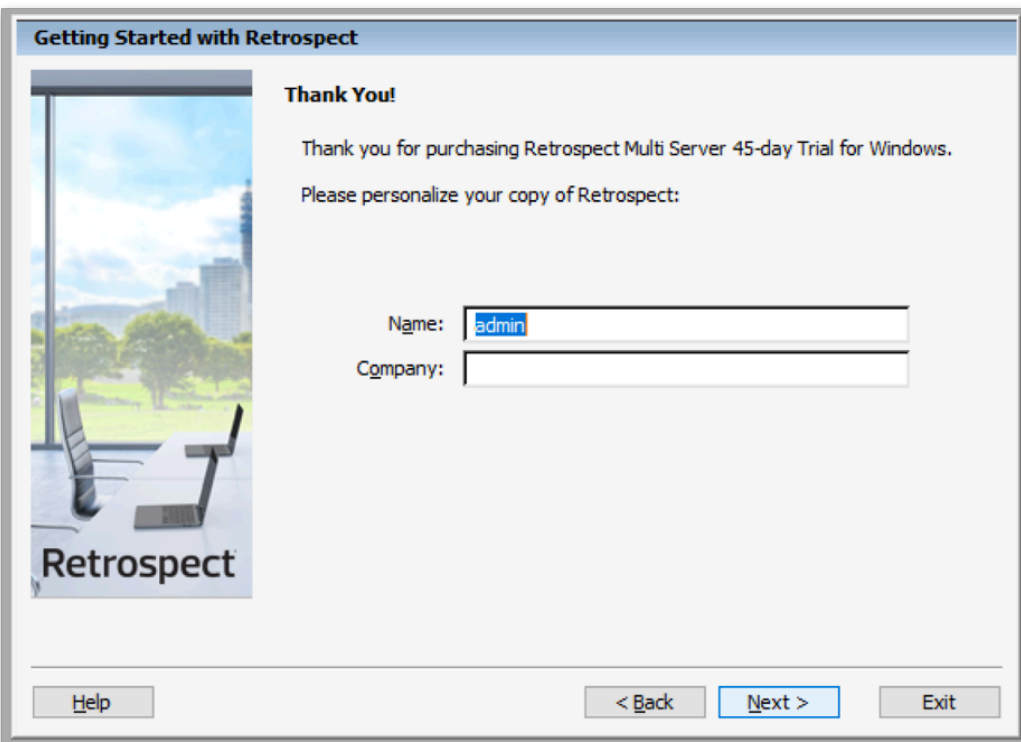 Getting Started with Retrospect
Thank You!
Thank you for purchasing Retrospect Multi Server 45-day Trial for Windows.
Please personalize your copy of Retrospect:
Name: admin
Company:
Retrospect
Help < Back Next > Exit